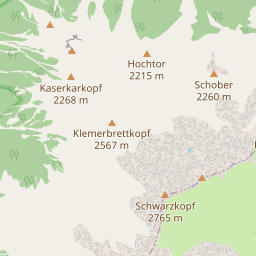 Hochtor
2215 m
Schober
2260 m
Kaserkarkopf
2268 m
Klemerbrettkopf
2567 m
Schwarzkopf
2765 m